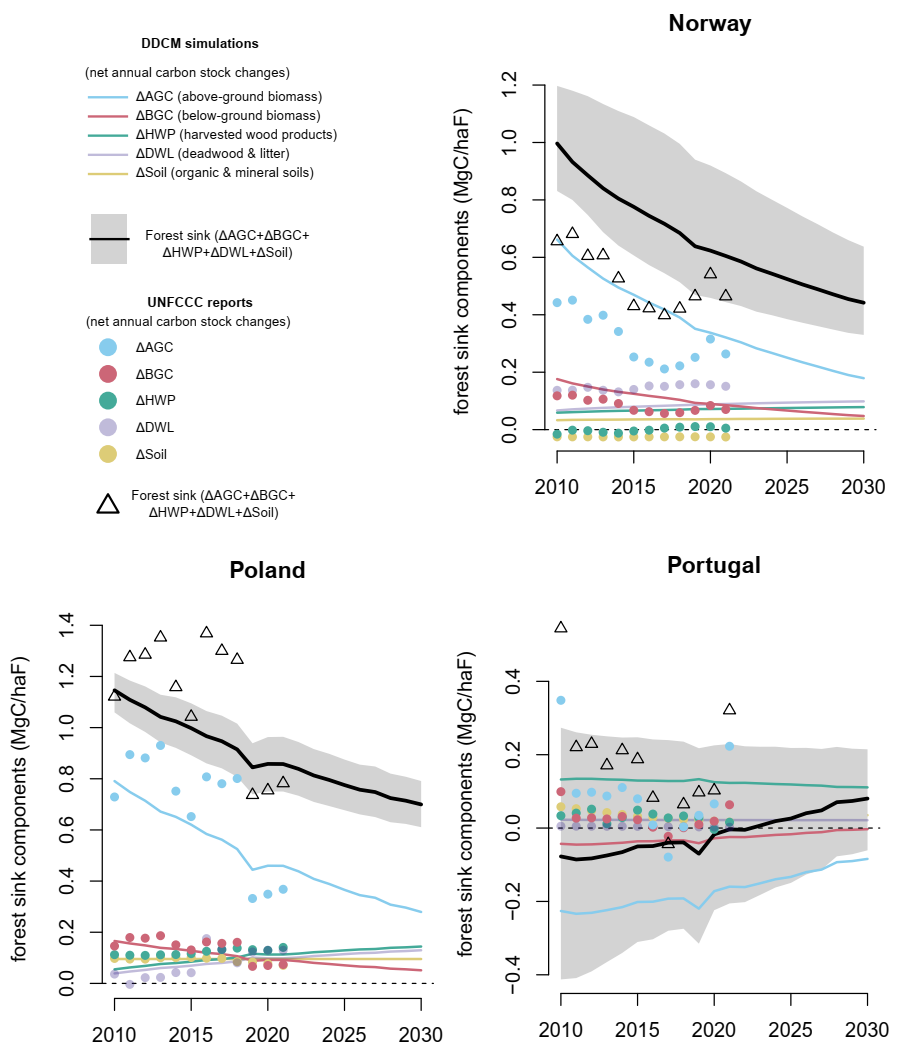 DDCM simulations
(net annual carbon stock changes)
ΔAGC (above-ground biomass)
ΔBGC (below-ground biomass)
ΔHWP (harvested wood products)
ΔDWL (deadwood & litter)
ΔSoil (organic & mineral soils)
Forest sink (ΔAGC+ΔBGC+
ΔHWP+ΔDWL+ΔSoil)
UNFCCC reports
(net annual carbon stock changes)
ΔAGC
ΔBGC
ΔHWP
ΔDWL
ΔSoil
Forest sink (ΔAGC+ΔBGC+
ΔHWP+ΔDWL+ΔSoil)
Norway
forest sink components (MgC/haF)
1.2
1.0
0.8
0.6
0.4
0.2
0.0
2010 2015 2020 2025 2030
Poland
forest sink components (MgC/haF)
1.4
1.2
1.0
0.8
0.6
0.4
0.2
0.0
2010 2015 2020 2025 2030
Portugal
forest sink components (MgC/haF)
0.4
0.2
0.0
−0.2
−0.4
2010 2015 2020 2025 2030